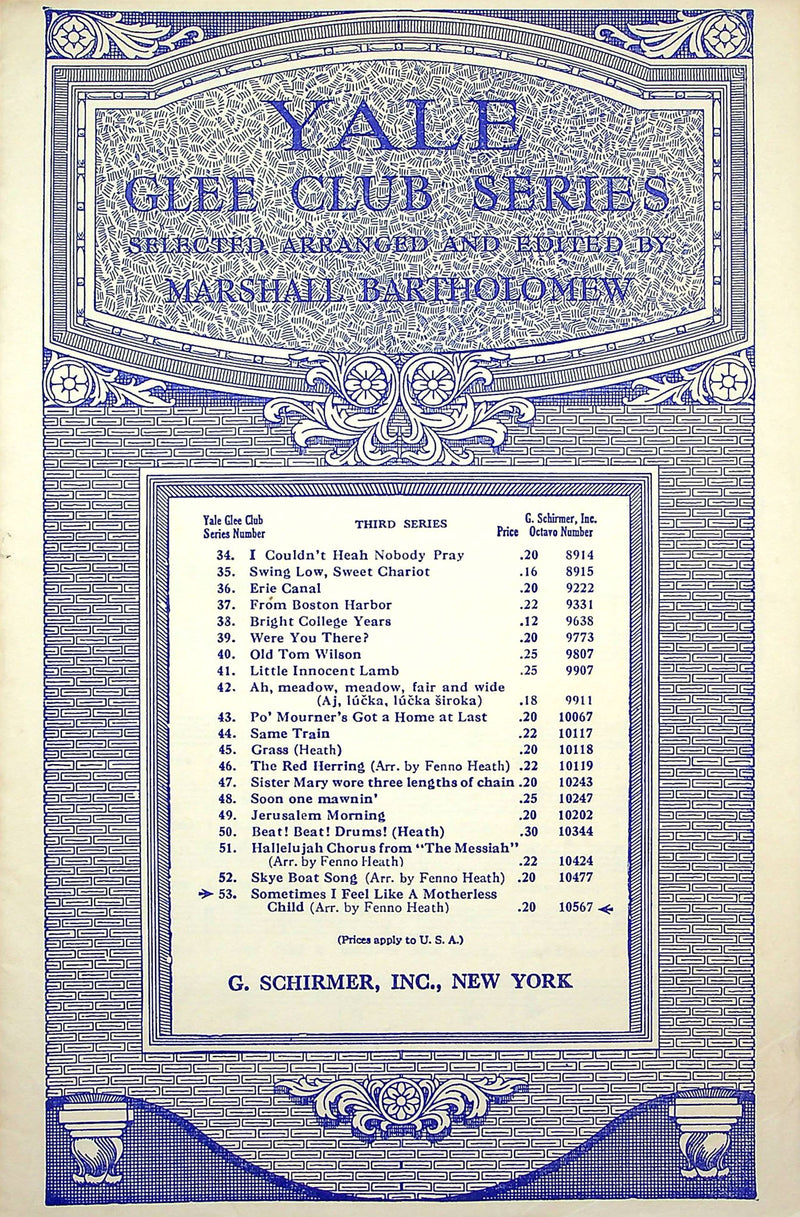 YALE
GLEE CLUB SERIES
SELECTED ARRANGED AND EDITED BY
MARSHALL BARTHOLOMEW
Yale Glee Club Series Number THIRD SERIES Price G. Schirmer, Inc. Octavo Number
34. I Couldn't Heah Nobody Pray .20 8914
35. Swing Low, Sweet Chariot .16 8915
36. Erie Canal .20 9222
37. From Boston Harbor .22 9331
38. Bright College Years .12 9638
39. Were You There? .20 9773
40. Old Tom Wilson .25 9807
41. Little Innocent Lamb .25 9907
42. Ah, meadow, meadow, fair and wide
(Aj, lúčka, lúčka široka) .18 9911
43. Po' Mourner's Got a Home at Last .20 10067
44. Same Train .22 10117
45. Grass (Heath) .20 10118
46. The Red Herring (Arr. by Fenno Heath) .22 10119
47. Sister Mary wore three lengths of chain .20 10243
48. Soon one mawnin' .25 10247
49. Jerusalem Morning .20 10202
50. Beat! Beat! Drums! (Heath) .30 10344
51. Hallelujah Chorus from "The Messiah"
(Arr. by Fenno Heath) .22 10424
52. Skye Boat Song (Arr. by Fenno Heath) .20 10477
53. Sometimes I Feel Like A Motherless
Child (Arr. by Fenno Heath) .20 10567
(Prices apply to U. S. A.)
G. SCHIRMER, INC., NEW YORK